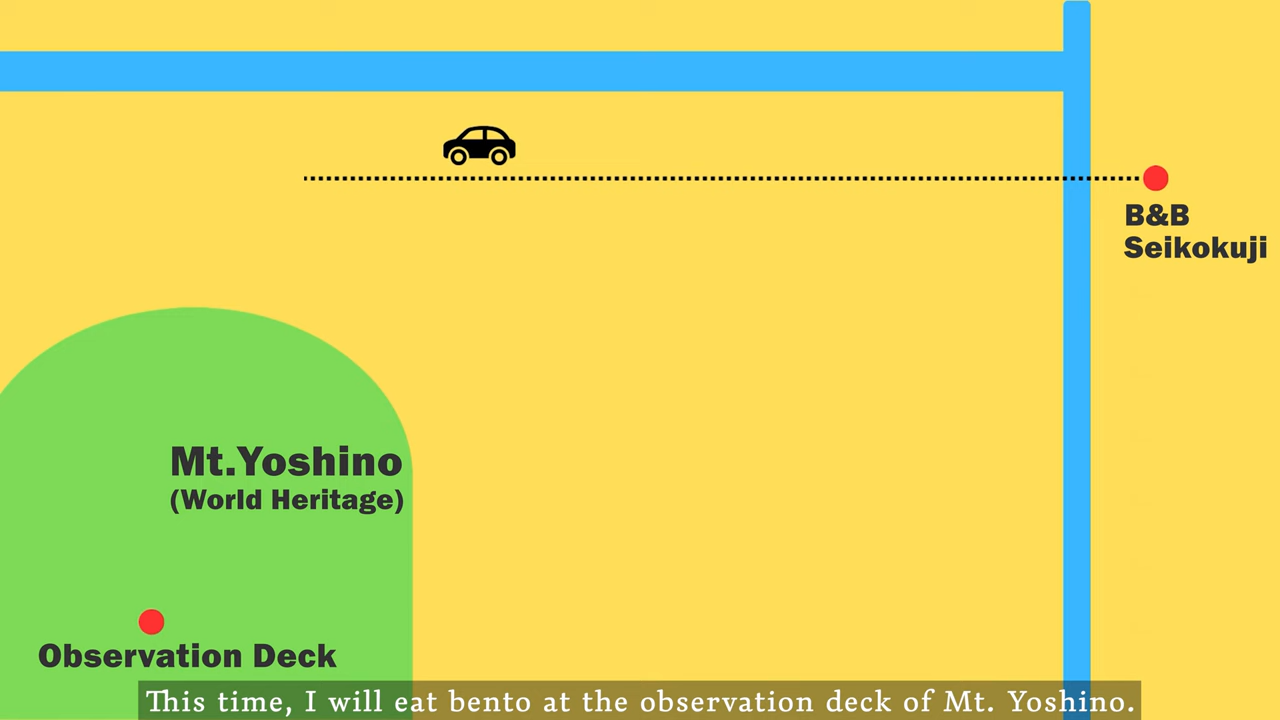 B&B
Seikokuji
Mt.Yoshino
(World Heritage)
Observation Deck
This time, I will eat bento at the observation deck of Mt. Yoshino.